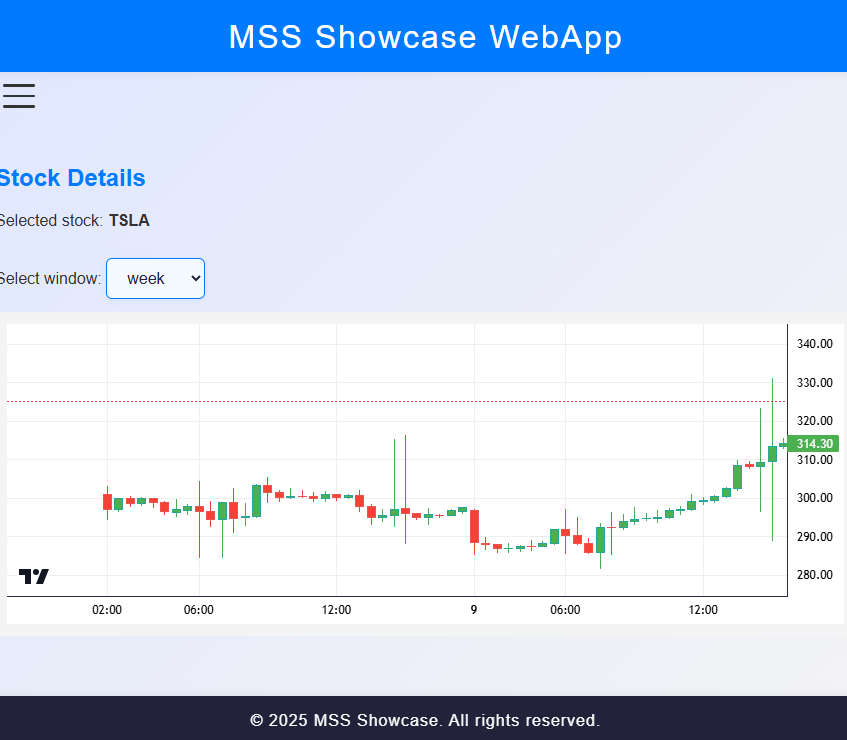 MSS Showcase WebApp
Stock Details
Selected stock: TSLA
Select window: week
340.00
330.00
320.00
314.30
310.00
300.00
290.00
280.00
02:00 06:00 12:00 9 06:00 12:00
© 2025 MSS Showcase. All rights reserved.